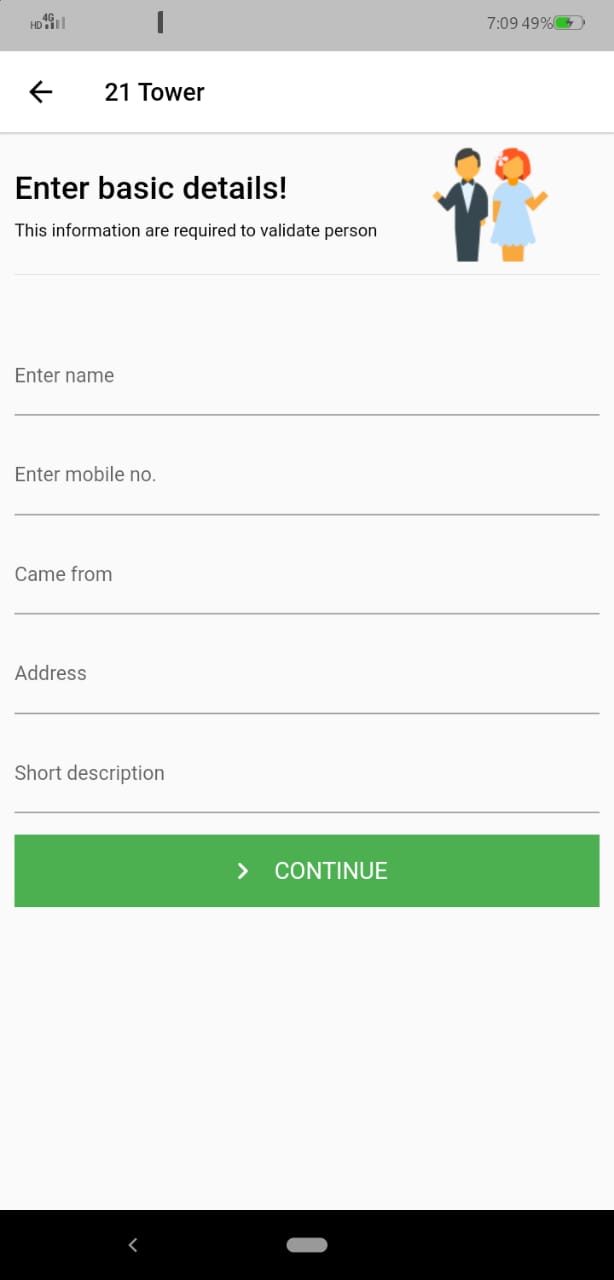 HD 4G 7:09 49%
21 Tower
Enter basic details!
This information are required to validate person
Enter name
Enter mobile no.
Came from
Address
Short description
CONTINUE